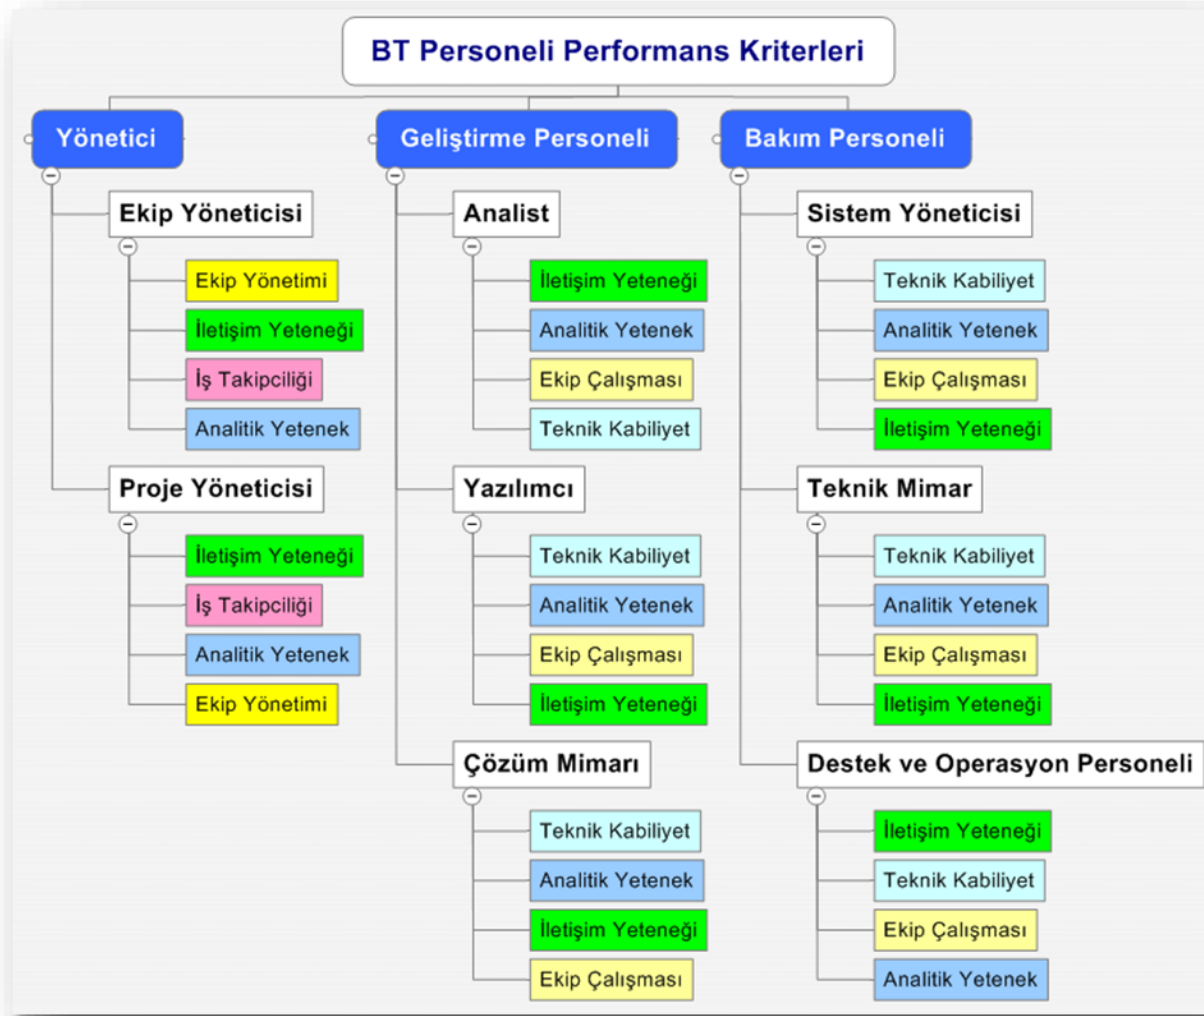 BT Personeli Performans Kriterleri
Yönetici
Ekip Yöneticisi
Ekip Yönetimi
İletişim Yeteneği
İş Takipciliği
Analitik Yetenek
Proje Yöneticisi
İletişim Yeteneği
İş Takipciliği
Analitik Yetenek
Ekip Yönetimi
Geliştirme Personeli
Analist
İletişim Yeteneği
Analitik Yetenek
Ekip Çalışması
Teknik Kabiliyet
Yazılımcı
Teknik Kabiliyet
Analitik Yetenek
Ekip Çalışması
İletişim Yeteneği
Çözüm Mimarı
Teknik Kabiliyet
Analitik Yetenek
İletişim Yeteneği
Ekip Çalışması
Bakım Personeli
Sistem Yöneticisi
Teknik Kabiliyet
Analitik Yetenek
Ekip Çalışması
İletişim Yeteneği
Teknik Mimar
Teknik Kabiliyet
Analitik Yetenek
Ekip Çalışması
İletişim Yeteneği
Destek ve Operasyon Personeli
İletişim Yeteneği
Teknik Kabiliyet
Ekip Çalışması
Analitik Yetenek